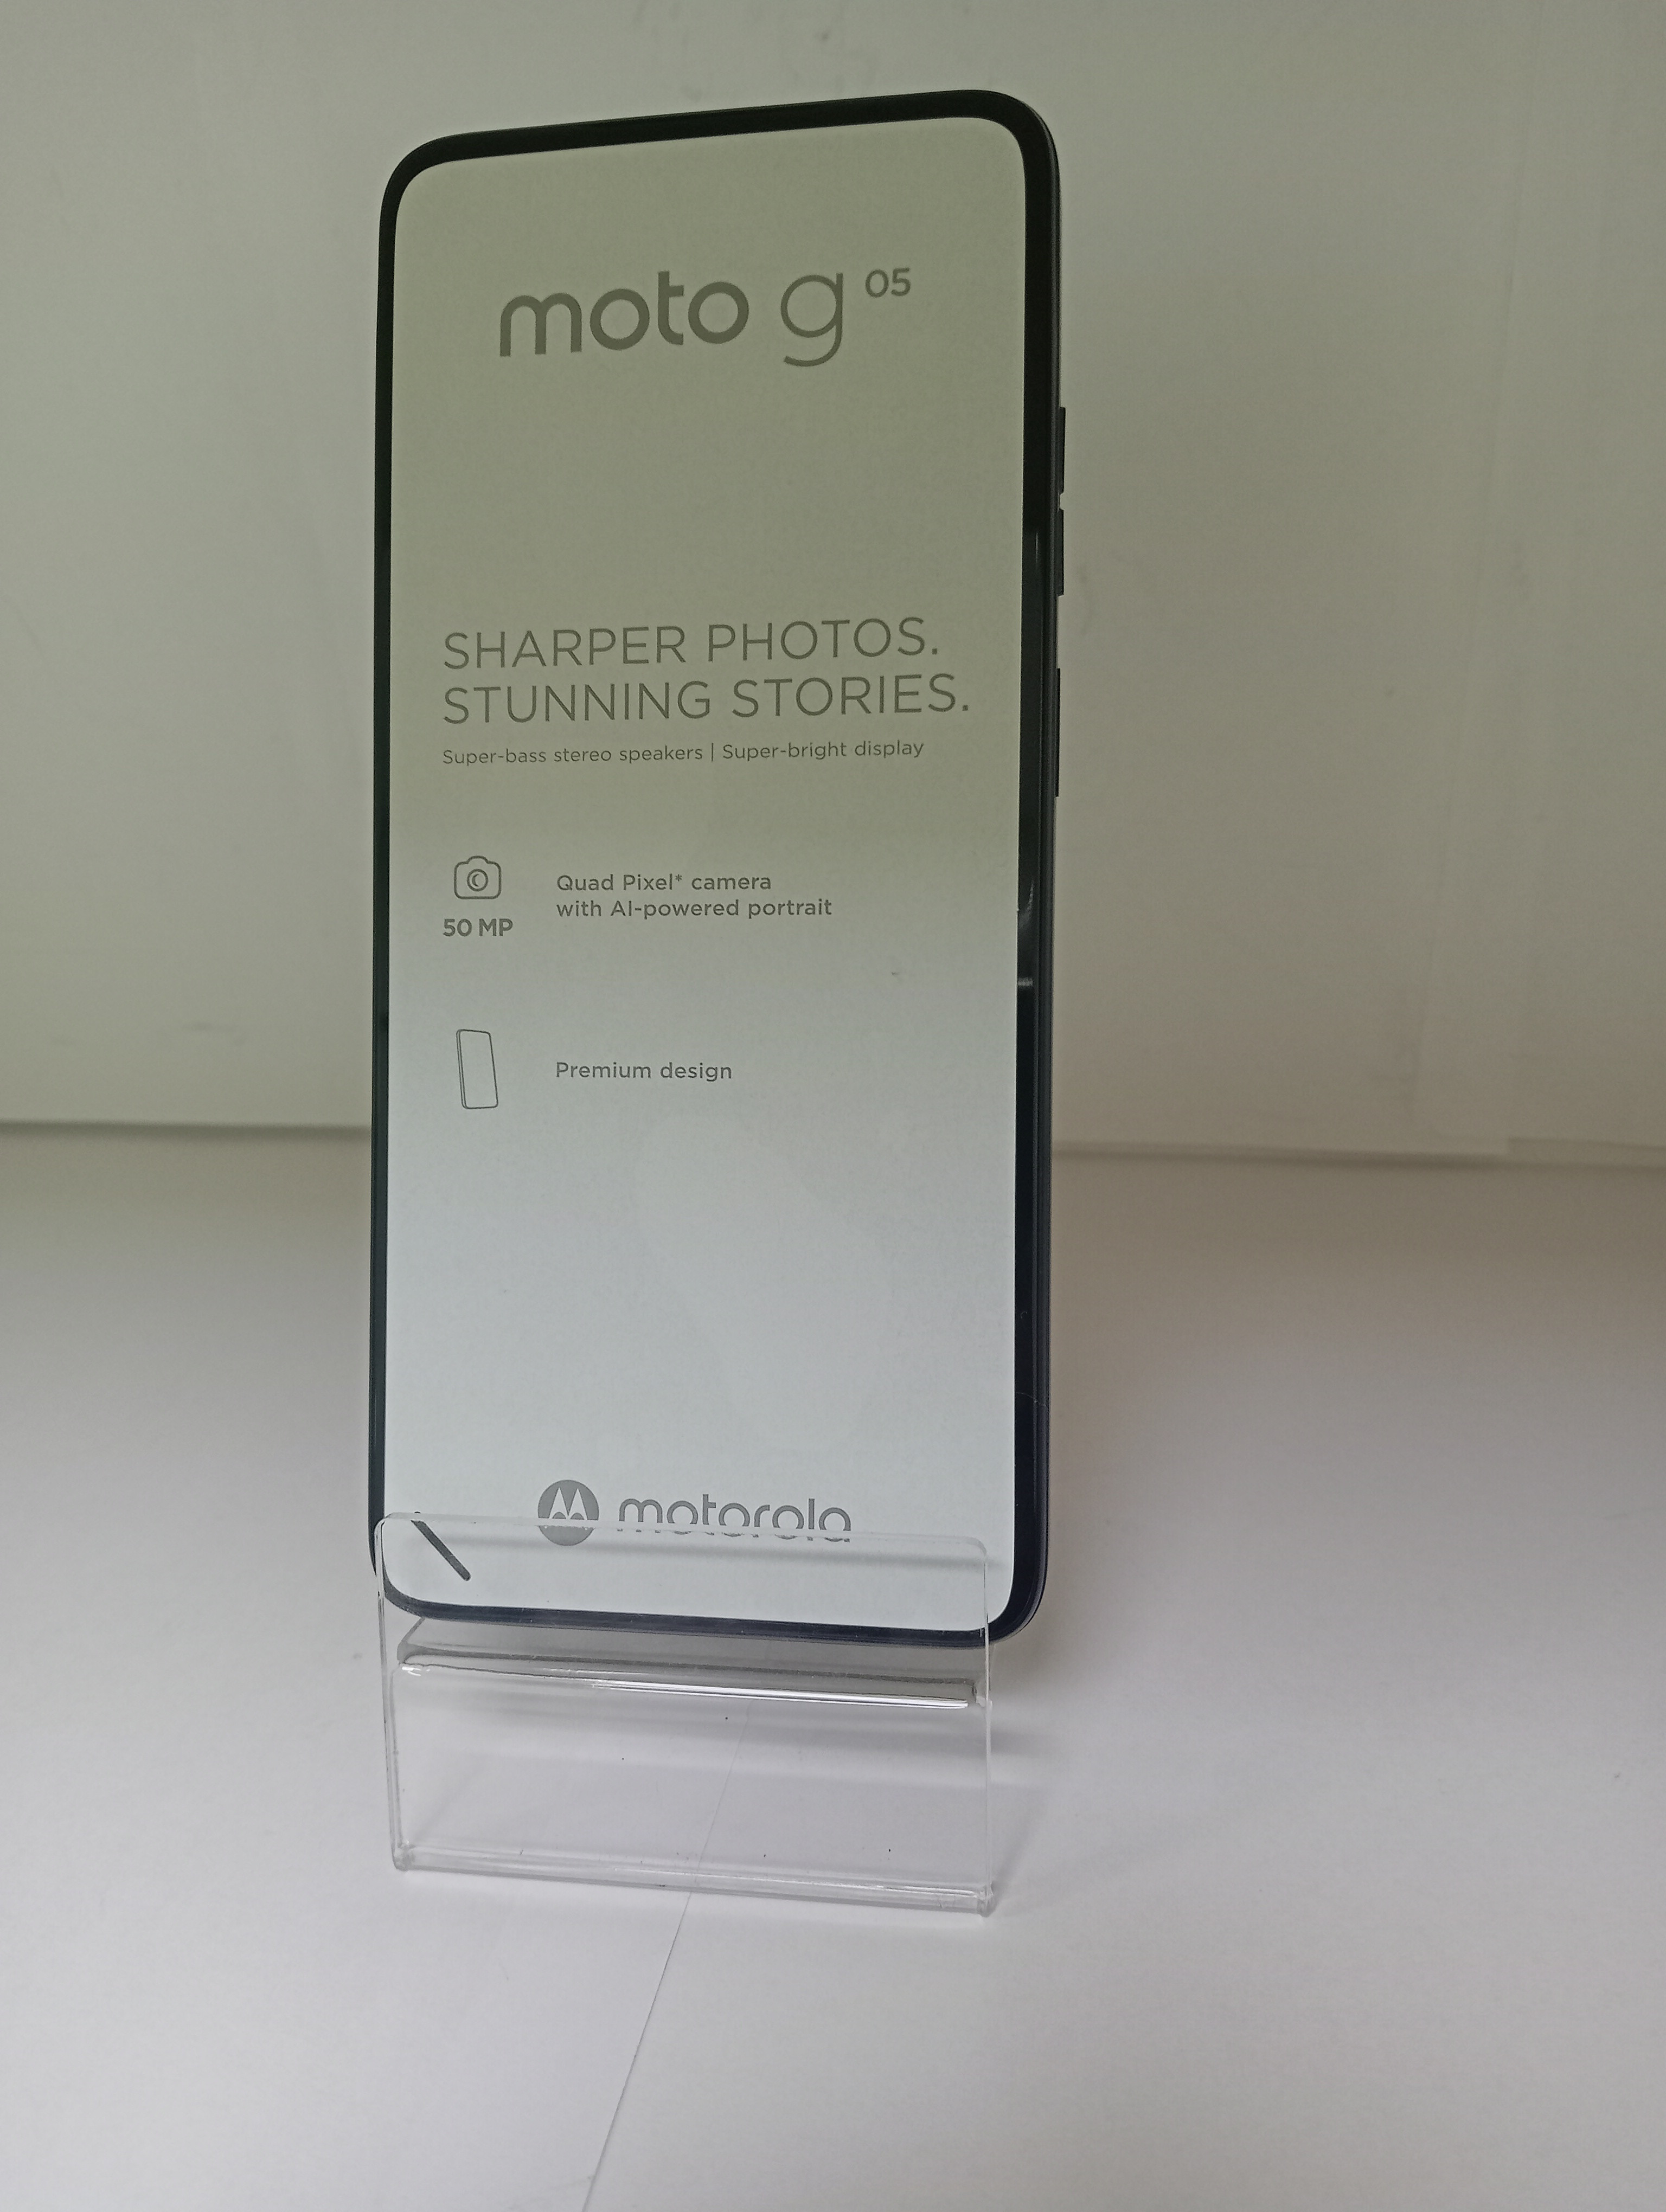 moto g 05
SHARPER PHOTOS.
STUNNING STORIES.
Super-bass stereo speakers | Super-bright display
50 MP
Quad Pixel* camera
with AI-powered portrait
Premium design
motorola